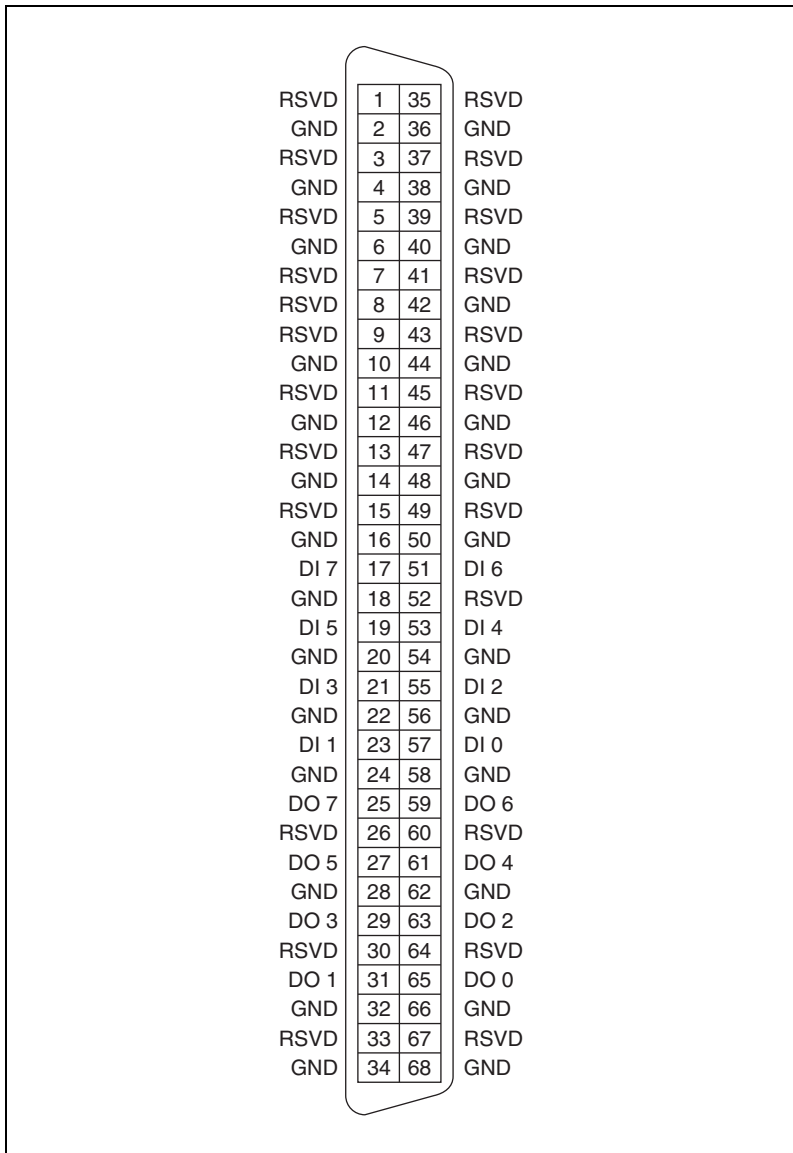 RSVD 1 35 RSVD
GND 2 36 GND
RSVD 3 37 RSVD
GND 4 38 GND
RSVD 5 39 RSVD
GND 6 40 GND
RSVD 7 41 RSVD
RSVD 8 42 GND
RSVD 9 43 RSVD
GND 10 44 GND
RSVD 11 45 RSVD
GND 12 46 GND
RSVD 13 47 RSVD
GND 14 48 GND
RSVD 15 49 RSVD
GND 16 50 GND
DI 7 17 51 DI 6
GND 18 52 RSVD
DI 5 19 53 DI 4
GND 20 54 GND
DI 3 21 55 DI 2
GND 22 56 GND
DI 1 23 57 DI 0
GND 24 58 GND
DO 7 25 59 DO 6
RSVD 26 60 RSVD
DO 5 27 61 DO 4
GND 28 62 GND
DO 3 29 63 DO 2
RSVD 30 64 RSVD
DO 1 31 65 DO 0
GND 32 66 GND
RSVD 33 67 RSVD
GND 34 68 GND